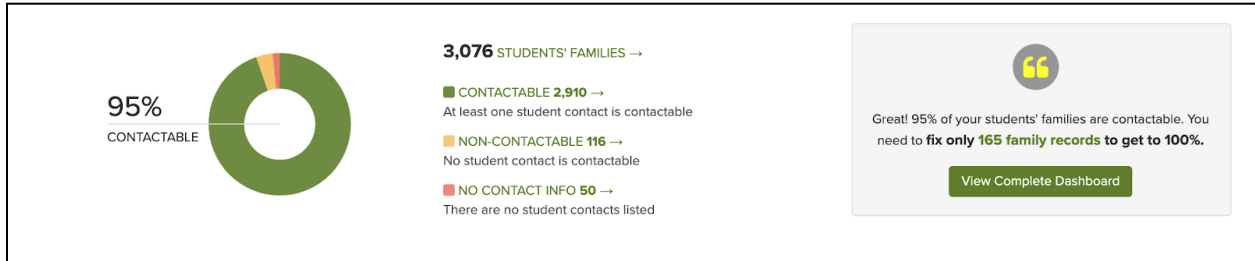 95%
CONTACTABLE
3,076 STUDENTS' FAMILIES →
CONTACTABLE 2,910 →
At least one student contact is contactable
NON-CONTACTABLE 116 →
No student contact is contactable
NO CONTACT INFO 50 →
There are no student contacts listed
Great! 95% of your students' families are contactable. You
need to fix only 165 family records to get to 100%.
View Complete Dashboard